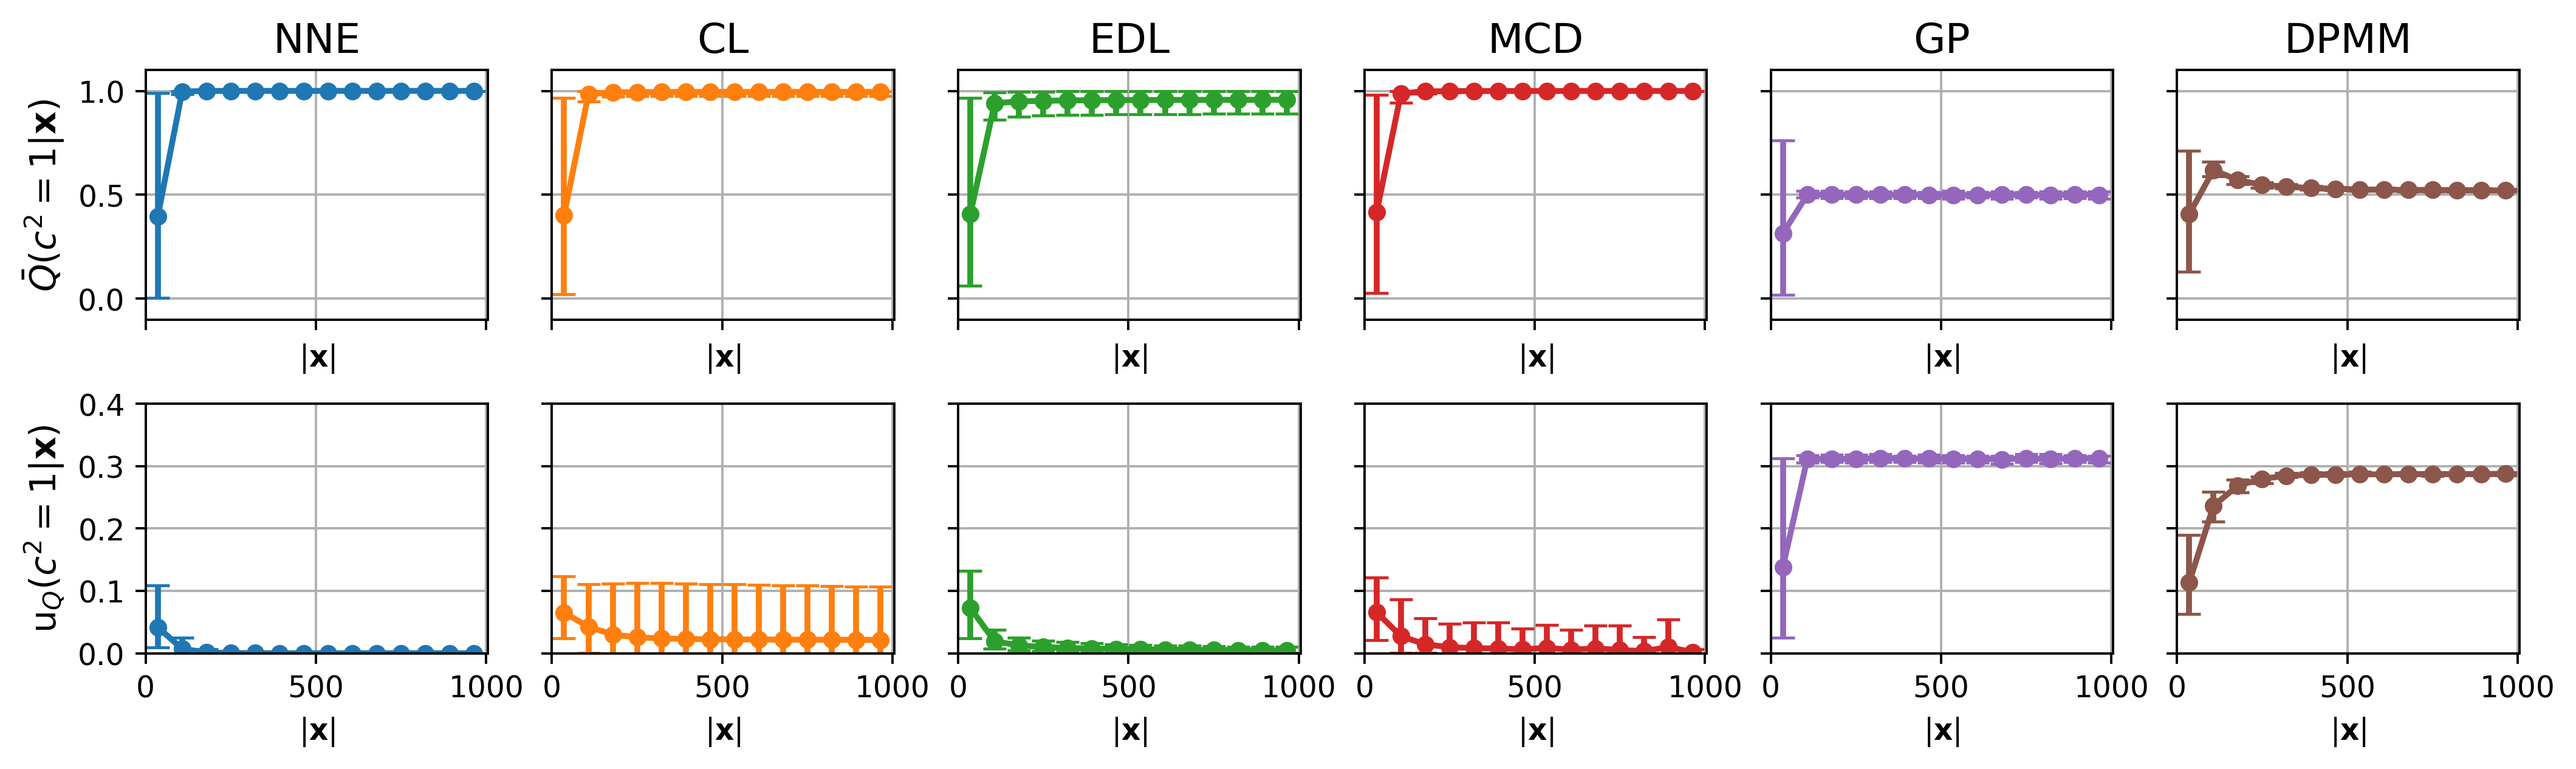 NNE CL EDL MCD GP DPMM
Q̄(c² = 1|x)
1.0
0.5
0.0
|x| |x| |x| |x| |x| |x|
u_Q(c² = 1|x)
0.4
0.3
0.2
0.1
0.0
0 500 1000 0 500 1000 0 500 1000 0 500 1000 0 500 1000 0 500 1000
|x| |x| |x| |x| |x| |x|